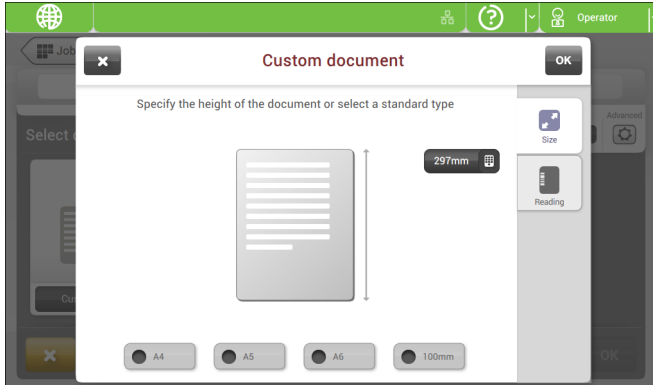 Operator
Job
Custom document
OK
Specify the height of the document or select a standard type
Advanced
Select
297mm
Size
Reading
Cu
A4
A5
A6
100mm
OK